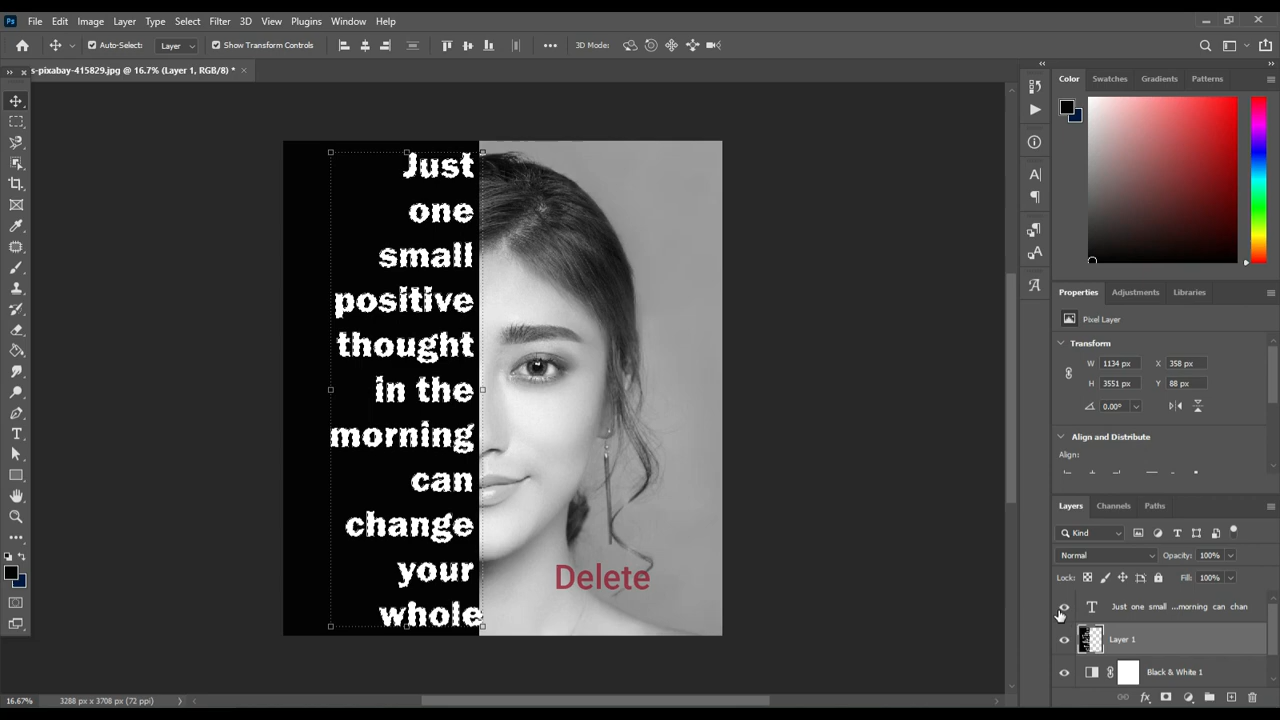 Ps File Edit Image Layer Type Select Filter 3D View Plugins Window Help
Auto-Select: Layer Show Transform Controls 3D Mode:
s-pixabay-415829.jpg @ 16.7% (Layer 1, RGB/8) *
Color Swatches Gradients Patterns
Just
one
small
positive
thought
in the
morning
can
change
your
whole
Delete
Properties Adjustments Libraries
Pixel Layer
Transform
W 1134 px X 358 px
H 3551 px Y 88 px
0.00°
Align and Distribute
Align:
Layers Channels Paths
Kind
Normal Opacity: 100%
Lock: Fill: 100%
Just one small ...morning can chan
Layer 1
Black & White 1
16.67% 3288 px x 3708 px (72 ppi)